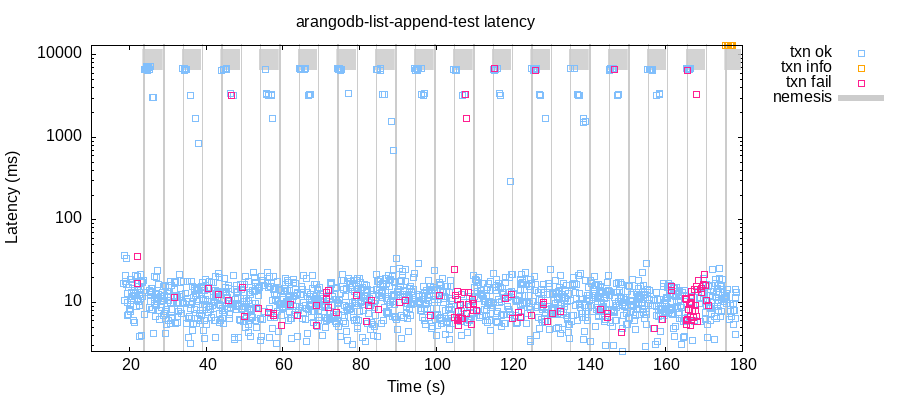 arangodb-list-append-test latency
10000
1000
100
10
Latency (ms)
20 40 60 80 100 120 140 160 180
Time (s)
txn ok
txn info
txn fail
nemesis